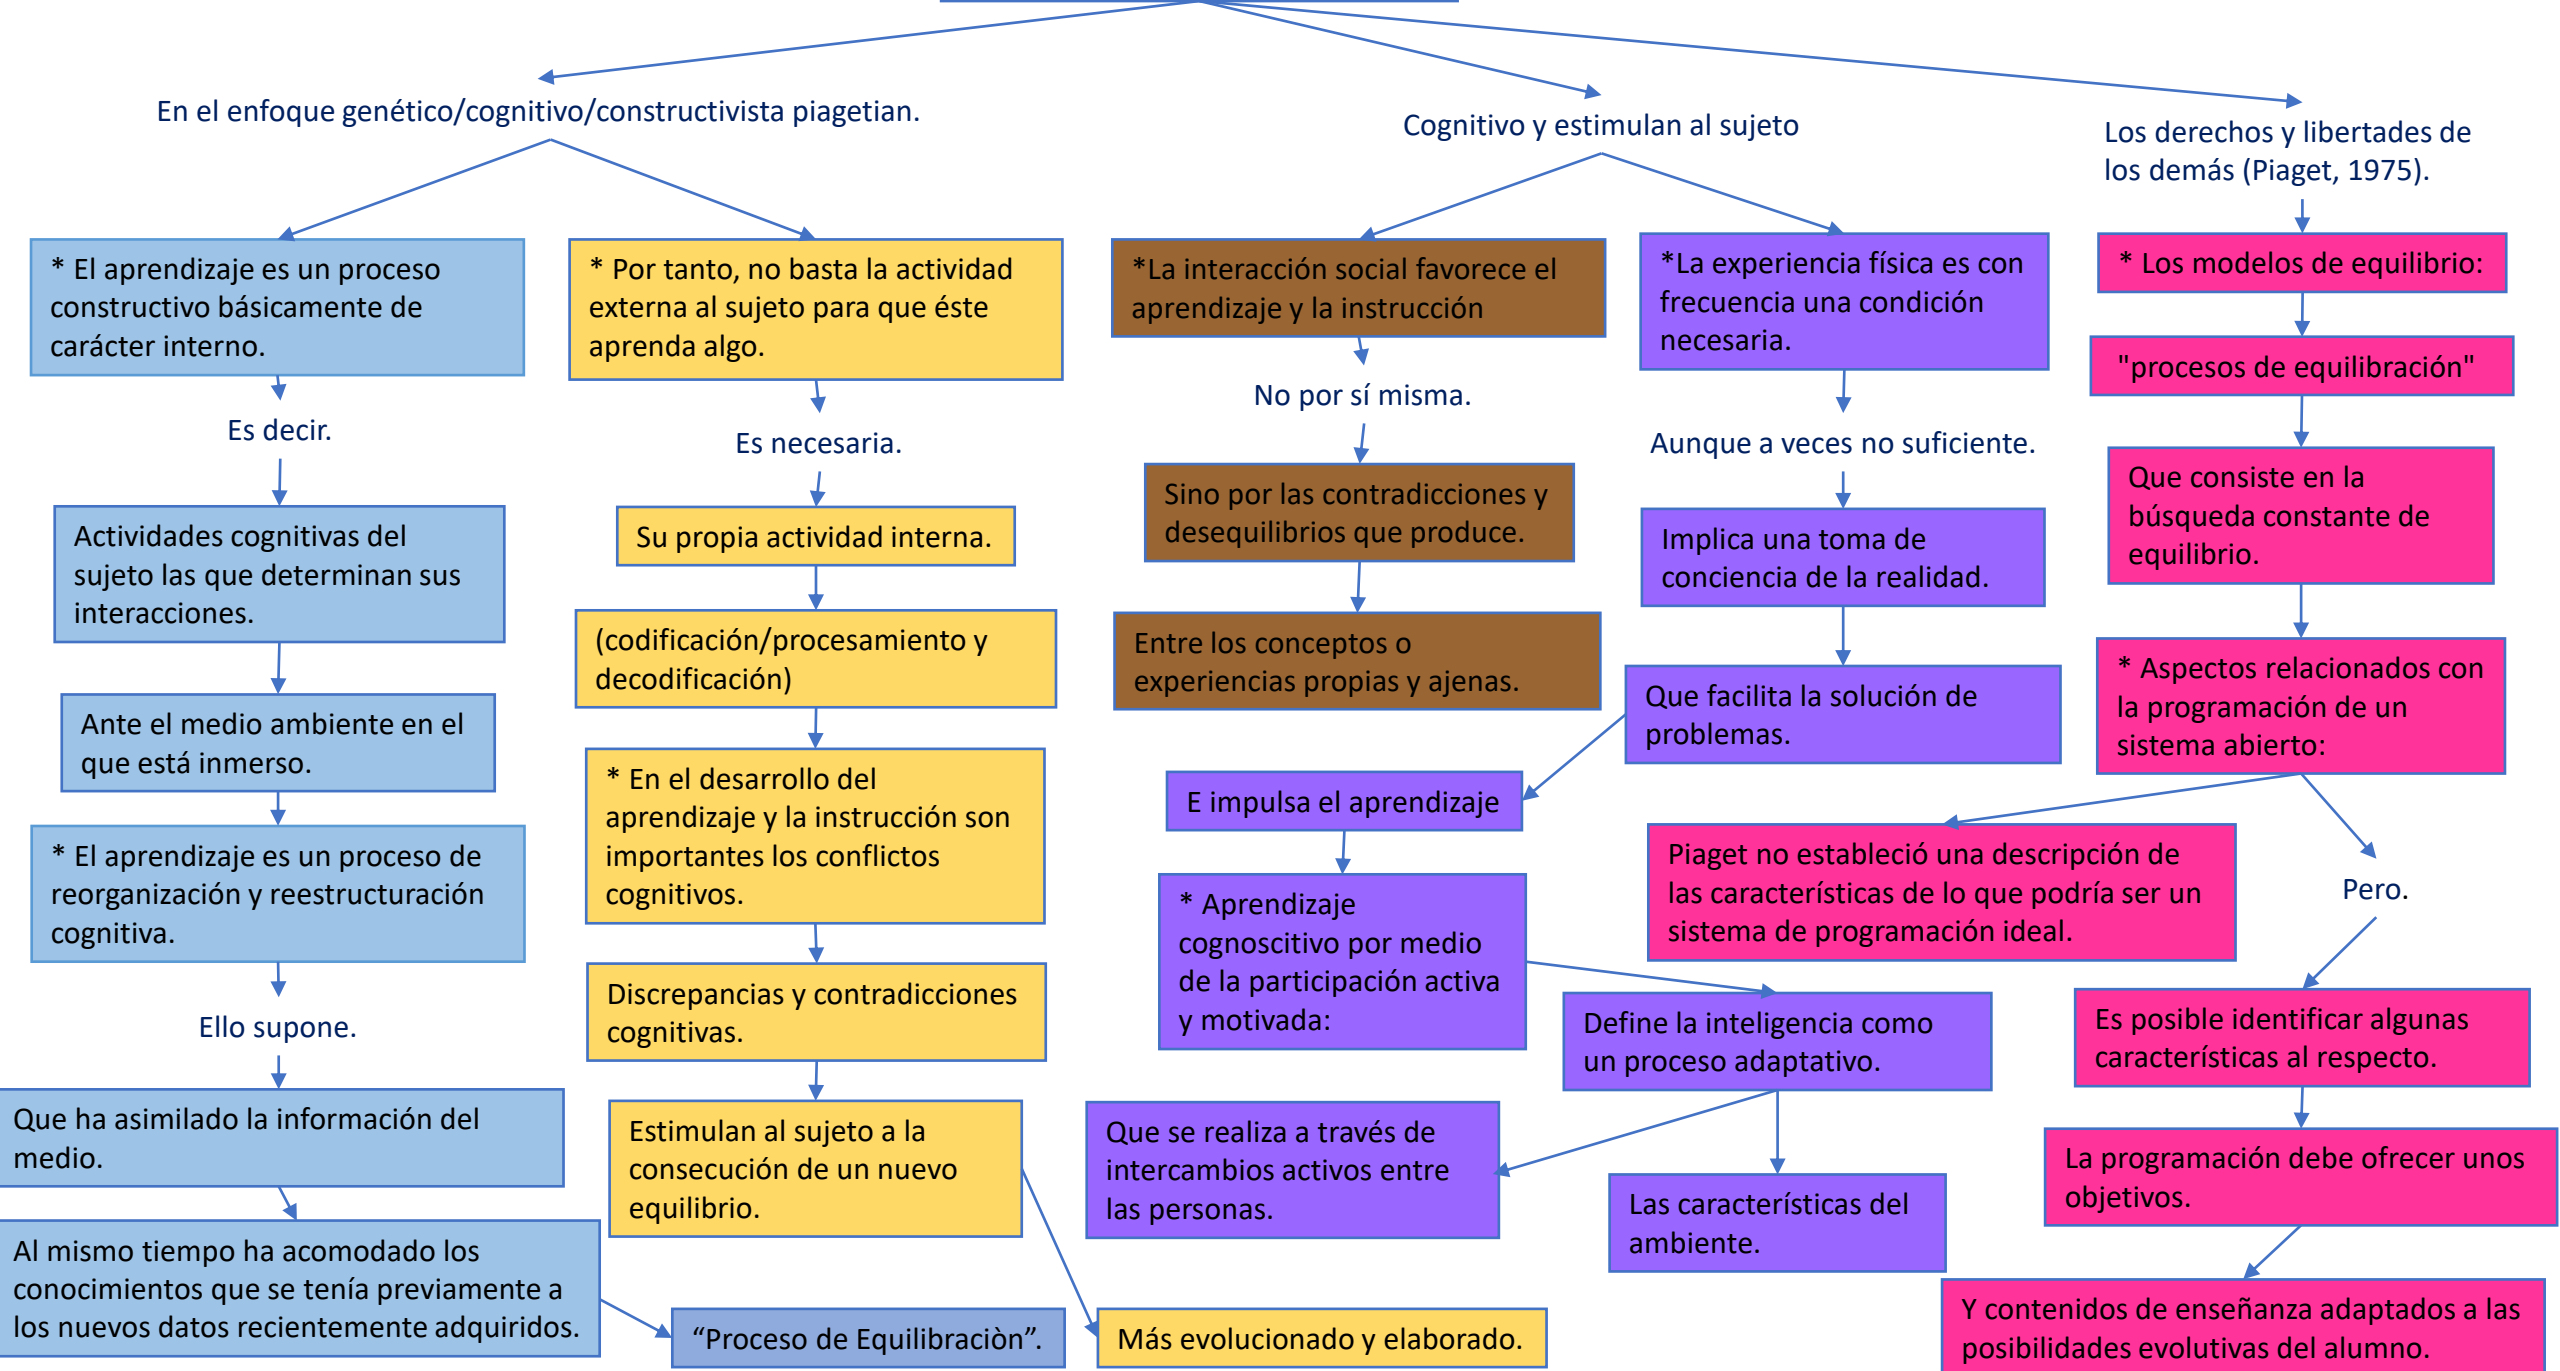 En el enfoque genético/cognitivo/constructivista piagetian.
* El aprendizaje es un proceso
constructivo básicamente de
carácter interno.
Es decir.
Actividades cognitivas del
sujeto las que determinan sus
interacciones.
Ante el medio ambiente en el
que está inmerso.
* El aprendizaje es un proceso de
reorganización y reestructuración
cognitiva.
Ello supone.
Que ha asimilado la información del
medio.
Al mismo tiempo ha acomodado los
conocimientos que se tenía previamente a
los nuevos datos recientemente adquiridos.
“Proceso de Equilibraciòn”.
* Por tanto, no basta la actividad
externa al sujeto para que éste
aprenda algo.
Es necesaria.
Su propia actividad interna.
(codificación/procesamiento y
decodificación)
* En el desarrollo del
aprendizaje y la instrucción son
importantes los conflictos
cognitivos.
Discrepancias y contradicciones
cognitivas.
Estimulan al sujeto a la
consecución de un nuevo
equilibrio.
Más evolucionado y elaborado.
Cognitivo y estimulan al sujeto
*La interacción social favorece el
aprendizaje y la instrucción
No por sí misma.
Sino por las contradicciones y
desequilibrios que produce.
Entre los conceptos o
experiencias propias y ajenas.
*La experiencia física es con
frecuencia una condición
necesaria.
Aunque a veces no suficiente.
Implica una toma de
conciencia de la realidad.
Que facilita la solución de
problemas.
E impulsa el aprendizaje
* Aprendizaje
cognoscitivo por medio
de la participación activa
y motivada:
Define la inteligencia como
un proceso adaptativo.
Que se realiza a través de
intercambios activos entre
las personas.
Las características del
ambiente.
Los derechos y libertades de
los demás (Piaget, 1975).
* Los modelos de equilibrio:
"procesos de equilibración"
Que consiste en la
búsqueda constante de
equilibrio.
* Aspectos relacionados con
la programación de un
sistema abierto:
Piaget no estableció una descripción de
las características de lo que podría ser un
sistema de programación ideal.
Pero.
Es posible identificar algunas
características al respecto.
La programación debe ofrecer unos
objetivos.
Y contenidos de enseñanza adaptados a las
posibilidades evolutivas del alumno.